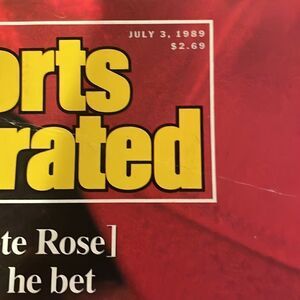 JULY 3, 1989
$2.69
orts
rated
te Rose]
he bet